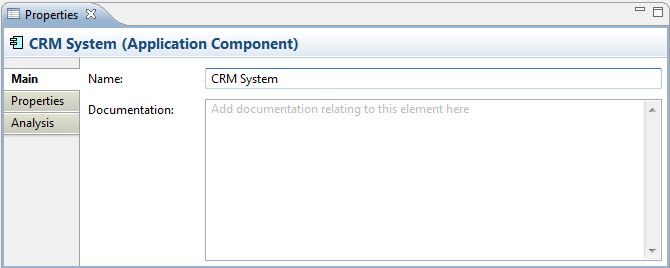 Properties
CRM System (Application Component)
Main
Name:
CRM System
Properties
Documentation:
Add documentation relating to this element here
Analysis